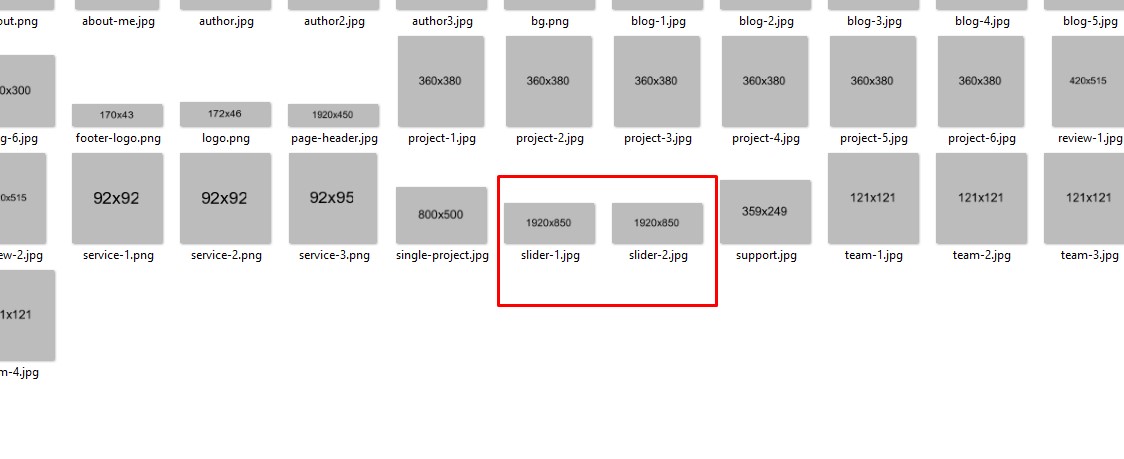 out.png about-me.jpg author.jpg author2.jpg author3.jpg bg.png blog-1.jpg blog-2.jpg blog-3.jpg blog-4.jpg blog-5.jpg
0x300 170x43 172x46 1920x450 360x380 360x380 360x380 360x380 360x380 360x380 420x515
g-6.jpg footer-logo.png logo.png page-header.jpg project-1.jpg project-2.jpg project-3.jpg project-4.jpg project-5.jpg project-6.jpg review-1.jpg
0x515 92x92 92x92 92x95 800x500 1920x850 1920x850 359x249 121x121 121x121 121x121
ew-2.jpg service-1.png service-2.png service-3.png single-project.jpg slider-1.jpg slider-2.jpg support.jpg team-1.jpg team-2.jpg team-3.jpg
1x121
m-4.jpg